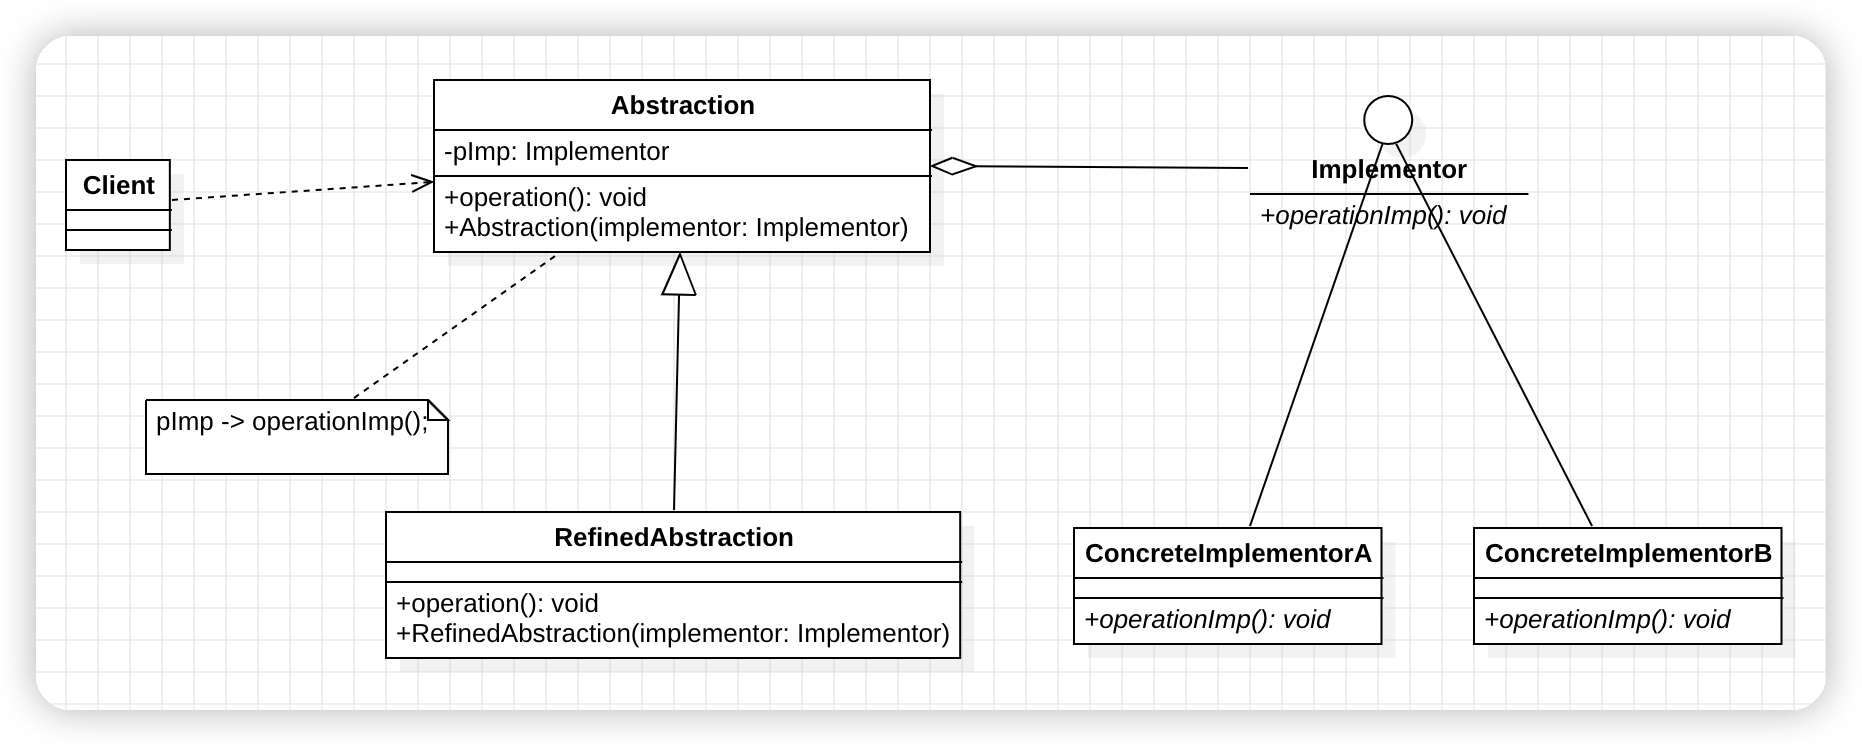 Client
Abstraction
-pImp: Implementor
+operation(): void
+Abstraction(implementor: Implementor)
Implementor
+operationImp(): void
pImp -> operationImp();
RefinedAbstraction
+operation(): void
+RefinedAbstraction(implementor: Implementor)
ConcreteImplementorA
+operationImp(): void
ConcreteImplementorB
+operationImp(): void